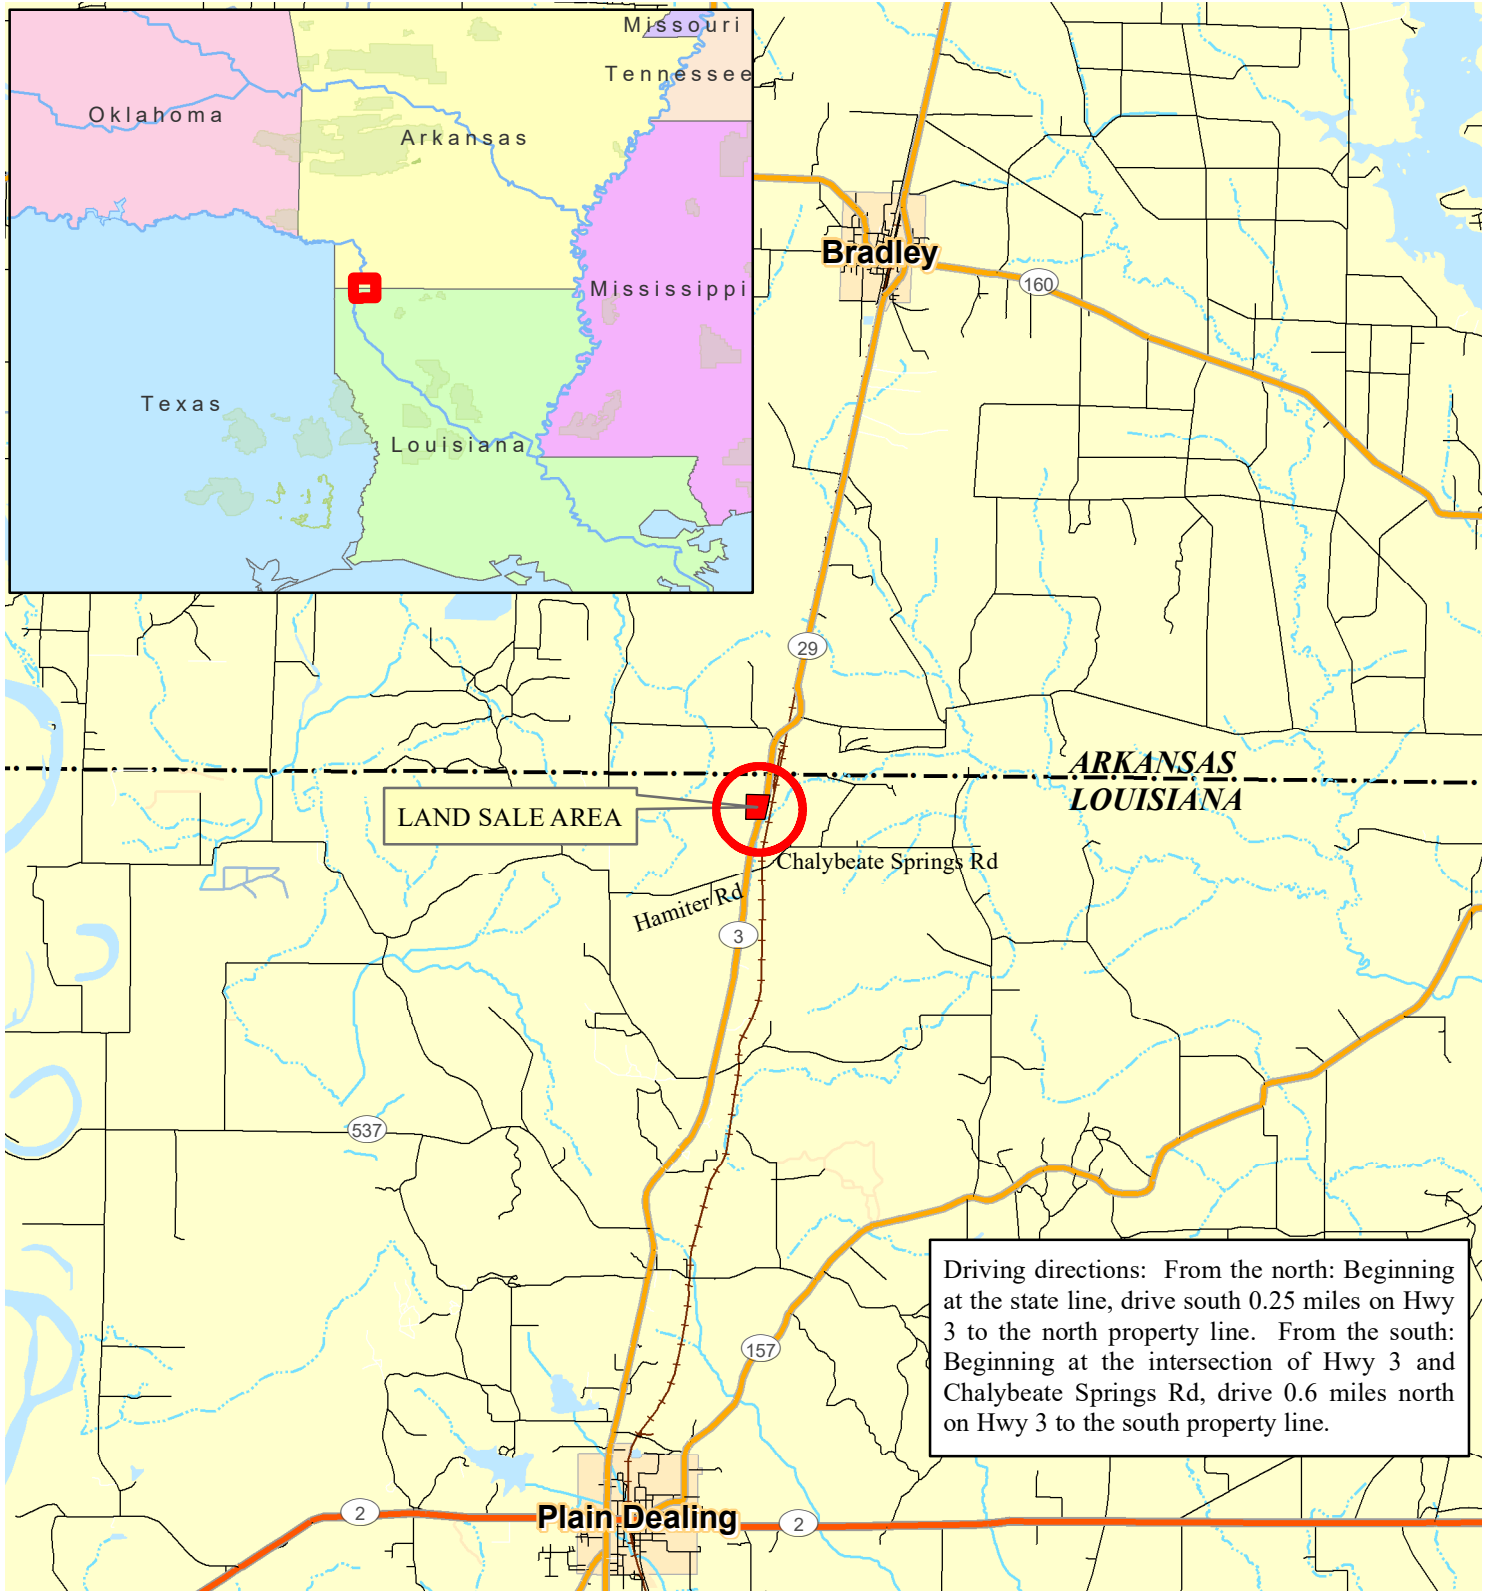 Missouri
Tennessee
Oklahoma
Arkansas
Mississippi
Texas
Louisiana
Bradley
160
29
ARKANSAS
LOUISIANA
LAND SALE AREA
Chalybeate Springs Rd
Hamiter Rd
3
537
Driving directions: From the north: Beginning
at the state line, drive south 0.25 miles on Hwy
3 to the north property line. From the south:
Beginning at the intersection of Hwy 3 and
Chalybeate Springs Rd, drive 0.6 miles north
on Hwy 3 to the south property line.
157
2
Plain Dealing
2